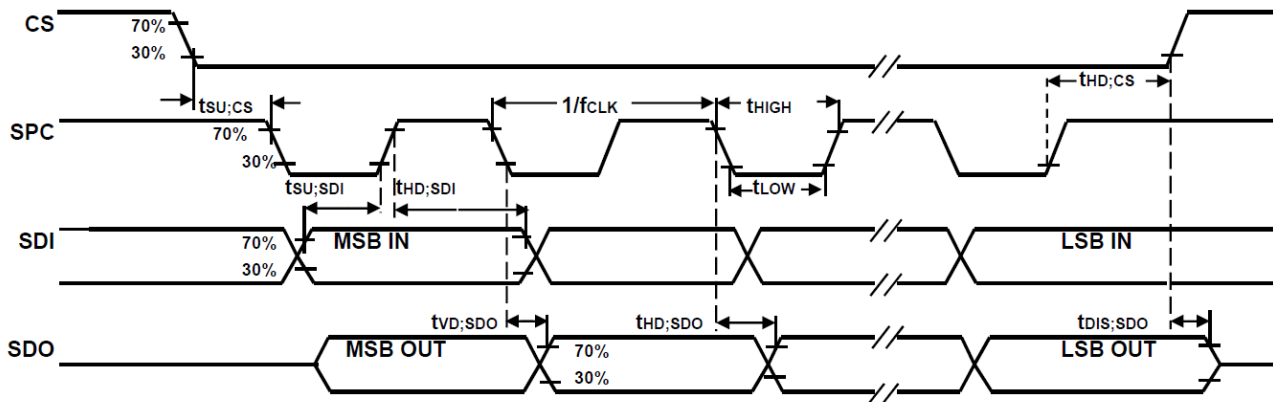 CS
70%
30%
tSU;CS
1/fCLK
tHIGH
tHD;CS
SPC
70%
30%
tSU;SDI
tHD;SDI
tLOW
SDI
70%
MSB IN
LSB IN
30%
tVD;SDO
tHD;SDO
tDIS;SDO
SDO
MSB OUT
70%
LSB OUT
30%